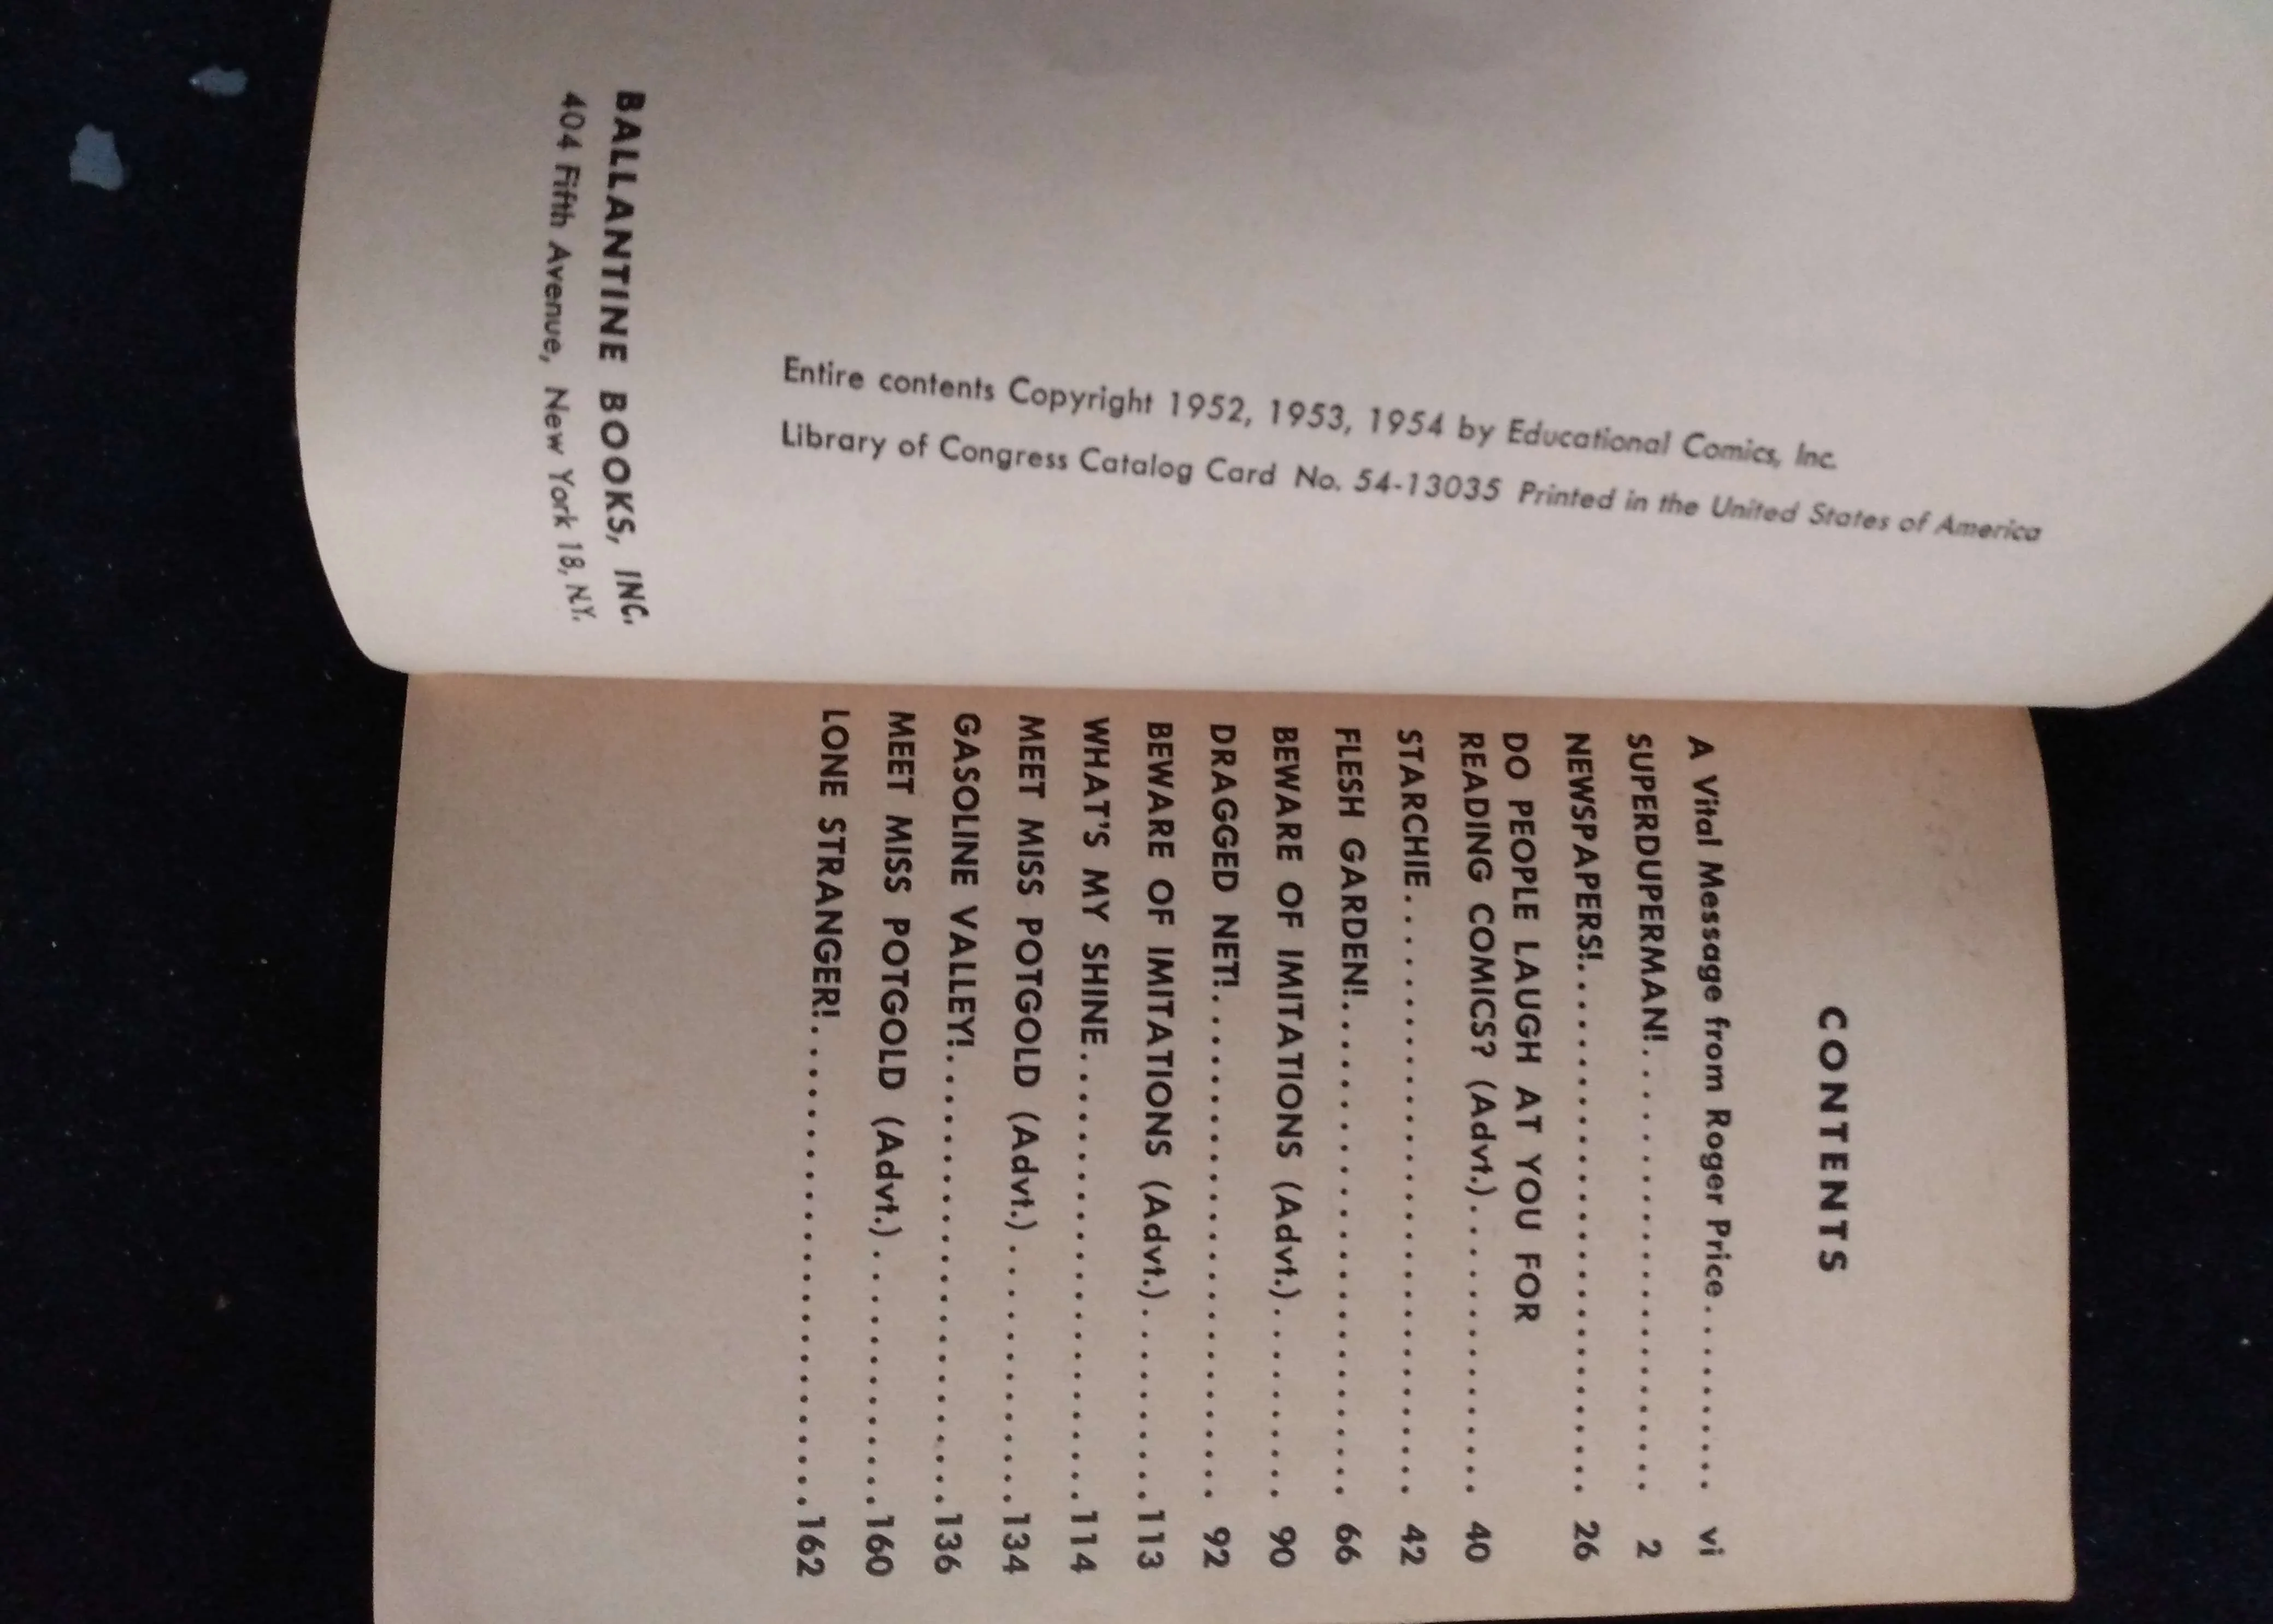 Entire contents Copyright 1952, 1953, 1954 by Educational Comics, Inc.
Library of Congress Catalog Card No. 54-13035 Printed in the United States of America
BALLANTINE BOOKS, INC.
404 Fifth Avenue, New York 18, N.Y.
CONTENTS
A Vital Message from Roger Price.......... vi
SUPERDUPERMAN!..................... 2
NEWSPAPERS!......................... 26
DO PEOPLE LAUGH AT YOU FOR
READING COMICS? (Advt.)............. 40
STARCHIE........................... 42
FLESH GARDEN!...................... 66
BEWARE OF IMITATIONS (Advt.)......... 90
DRAGGED NET!...................... 92
BEWARE OF IMITATIONS (Advt.).........113
WHAT'S MY SHINE....................114
MEET MISS POTGOLD (Advt.)...........134
GASOLINE VALLEY!....................136
MEET MISS POTGOLD (Advt.)...........160
LONE STRANGER!.....................162